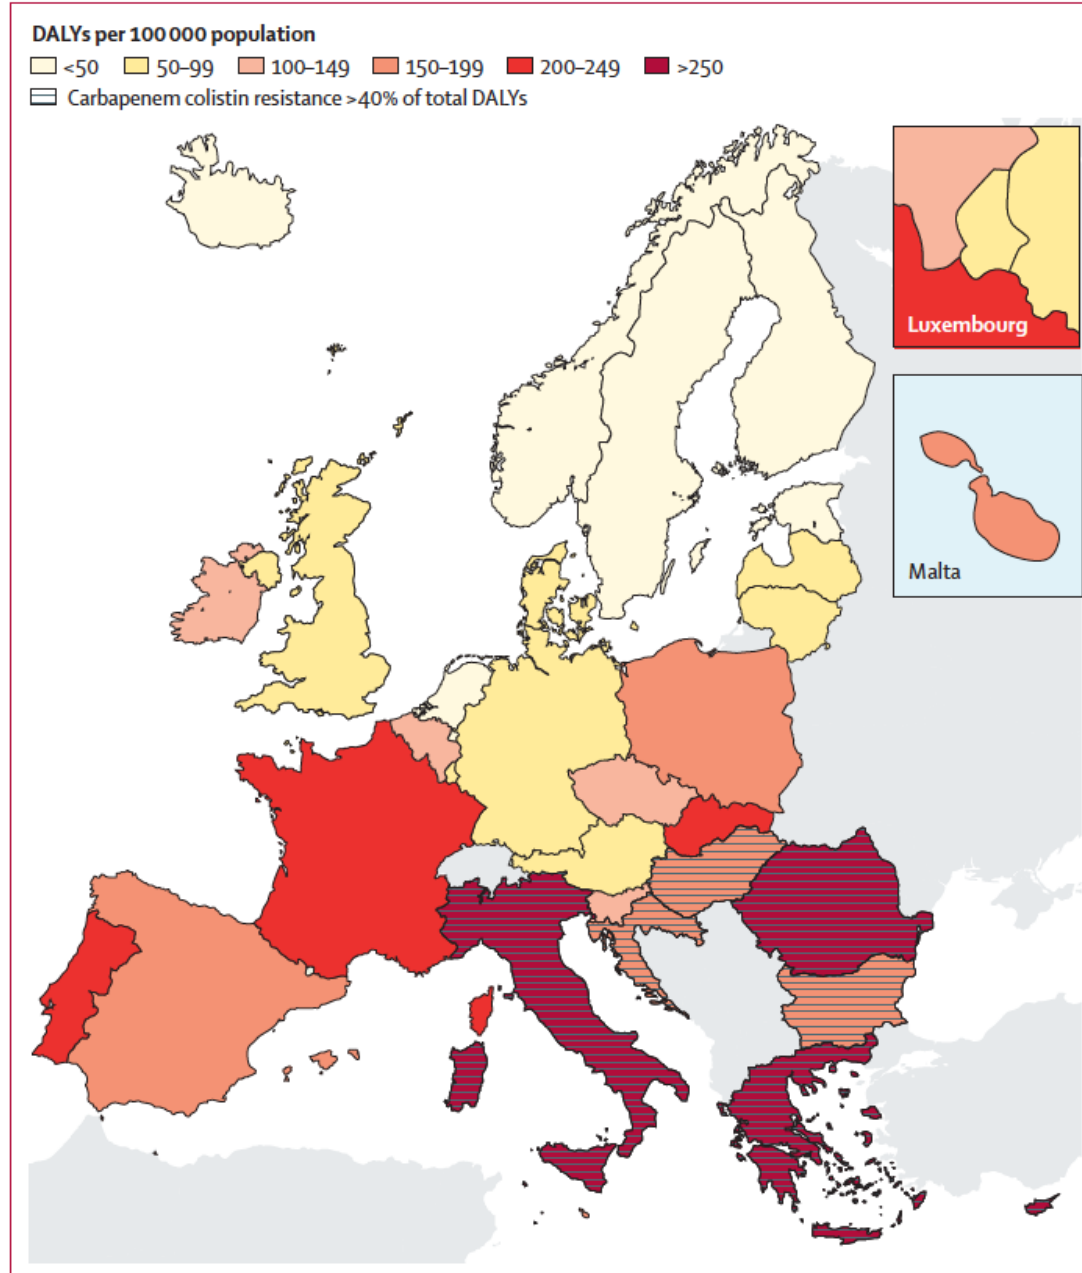 DALYs per 100 000 population
<50 50–99 100–149 150–199 200–249 >250
Carbapenem colistin resistance >40% of total DALYs
Luxembourg
Malta